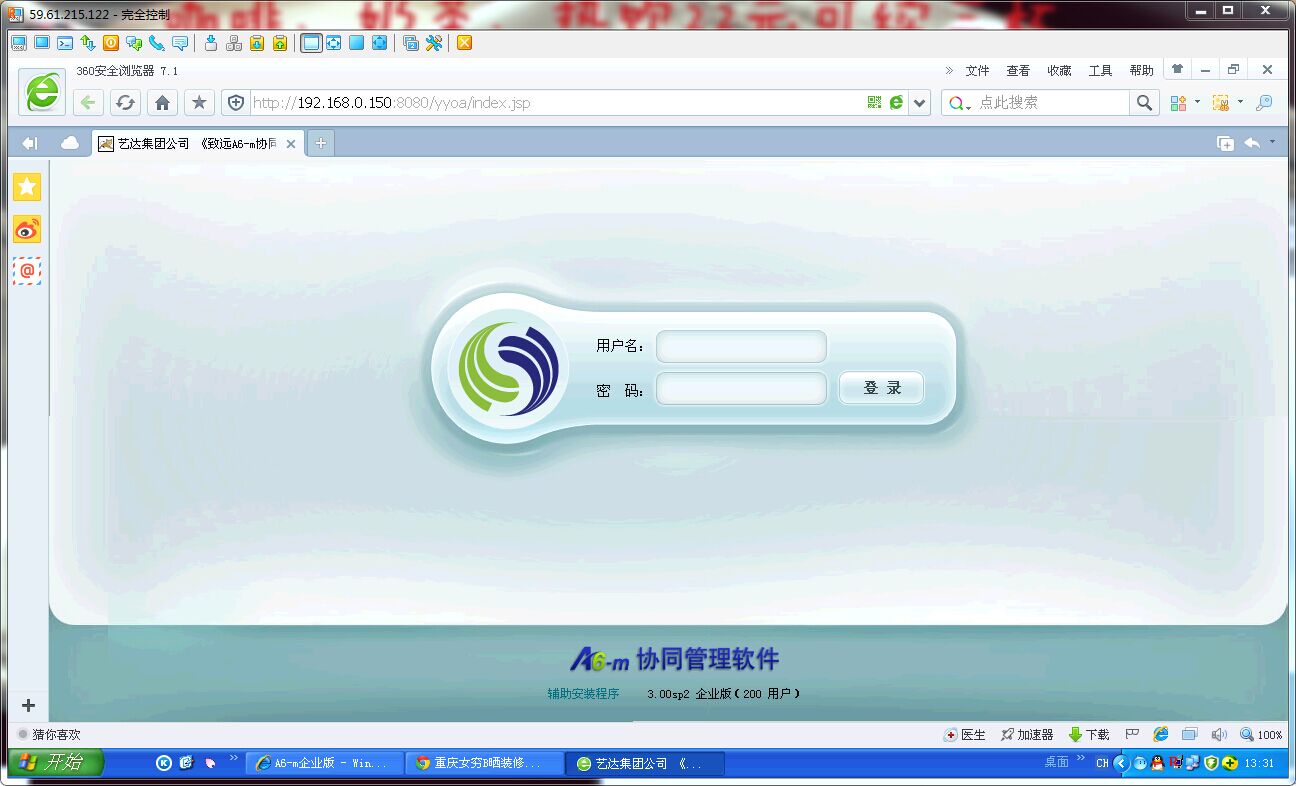 59.61.215.122 - 完全控制
360安全浏览器 7.1
» 文件 查看 收藏 工具 帮助
http://192.168.0.150:8080/yyoa/index.jsp
点此搜索
艺达集团公司 《致远A6-m协同
用户名：
密 码：
登 录
A6-m 协同管理软件
辅助安装程序 3.00sp2 企业版（200 用户）
猜你喜欢
医生 加速器 下载 100%
开始
A6-m企业版 - Win...
重庆女穷B晒装修...
艺达集团公司 《...
桌面 » CH 13:31